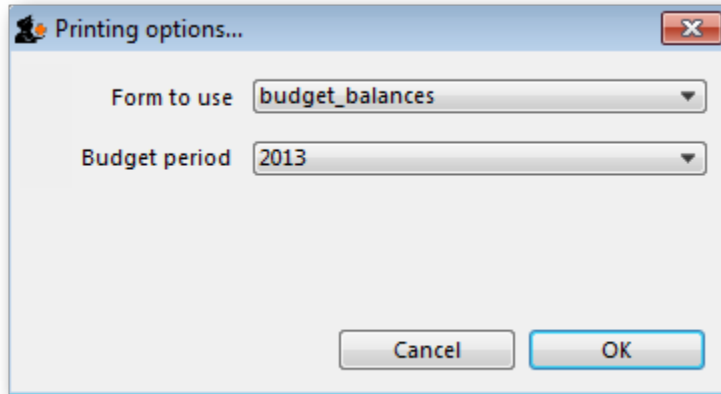 Printing options...
Form to use budget_balances
Budget period 2013
Cancel OK